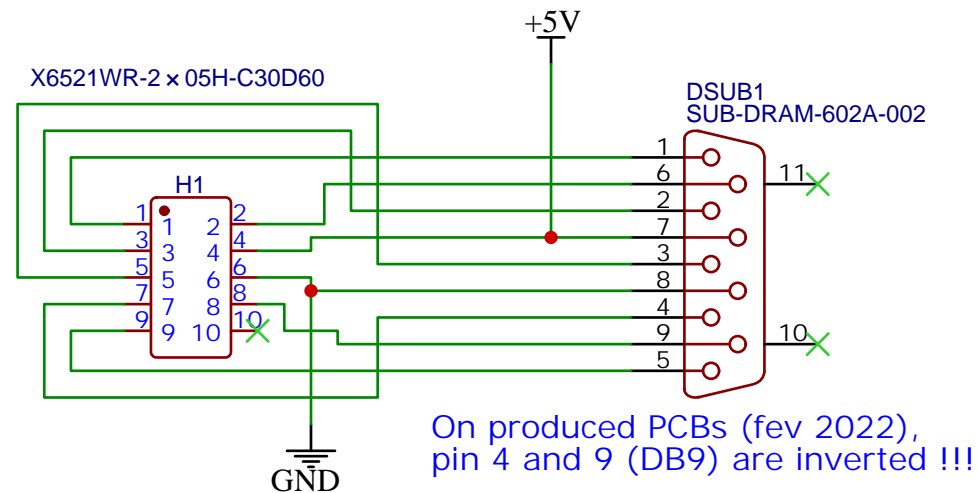 +5V
X6521WR-2×05H-C30D60
DSUB1
SUB-DRAM-602A-002
H1
1 1 2 2
3 3 4 4
5 5 6 6
7 7 8 8
9 9 10 10
1
6
2
7
3
8
4
9
5
11
10
GND
On produced PCBs (fev 2022),
pin 4 and 9 (DB9) are inverted !!!